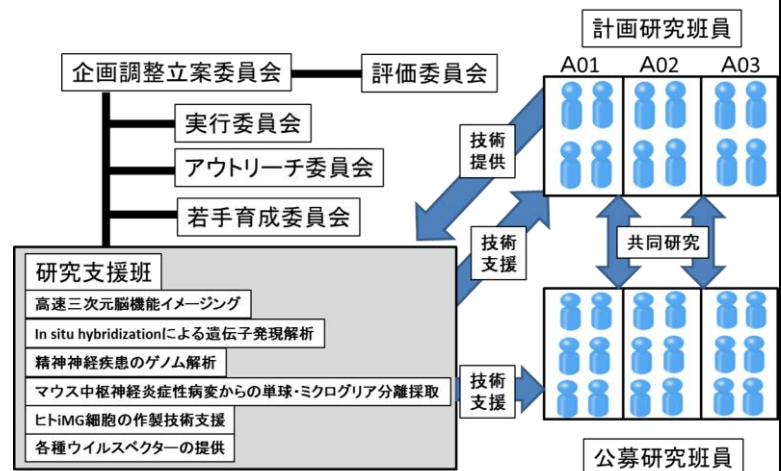 企画調整立案委員会
評価委員会
実行委員会
アウトリーチ委員会
若手育成委員会
研究支援班
高速三次元脳機能イメージング
In situ hybridizationによる遺伝子発現解析
精神神経疾患のゲノム解析
マウス中枢神経炎症性病変からの単球・ミクログリア分離採取
ヒトiMG細胞の作製技術支援
各種ウイルスベクターの提供
技術
提供
技術
支援
技術
支援
計画研究班員
A01 A02 A03
共同研究
公募研究班員